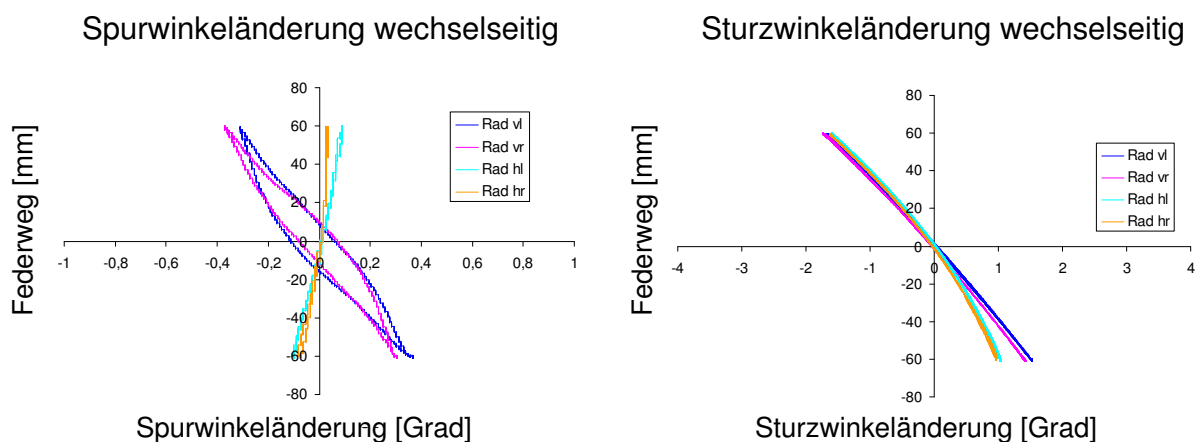 Spurwinkeländerung wechselseitig
Federweg [mm]
80
60
40
20
0
-20
-40
-60
-80
-1
-0,8
-0,6
-0,4
-0,2
0
0,2
0,4
0,6
0,8
1
Rad vl
Rad vr
Rad hl
Rad hr
Spurwinkeländerung [Grad]
Sturzwinkeländerung wechselseitig
Federweg [mm]
80
60
40
20
0
-20
-40
-60
-80
-4
-3
-2
-1
0
1
2
3
4
Rad vl
Rad vr
Rad hl
Rad hr
Sturzwinkeländerung [Grad]